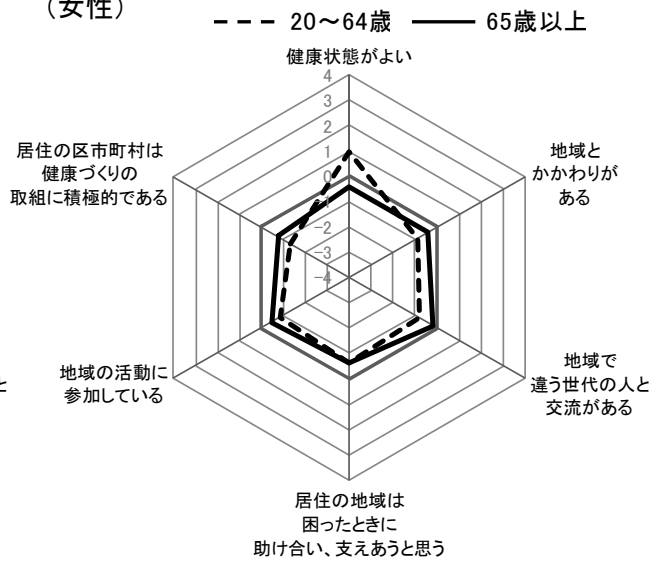 （女性）
20～64歳
65歳以上
健康状態がよい
4
3
2
1
0
-1
-2
-3
-4
地域と
かかわりが
ある
地域で
違う世代の人と
交流がある
居住の地域は
困ったときに
助け合い、支えあうと思う
地域の活動に
参加している
居住の区市町村は
健康づくりの
取組に積極的である
と